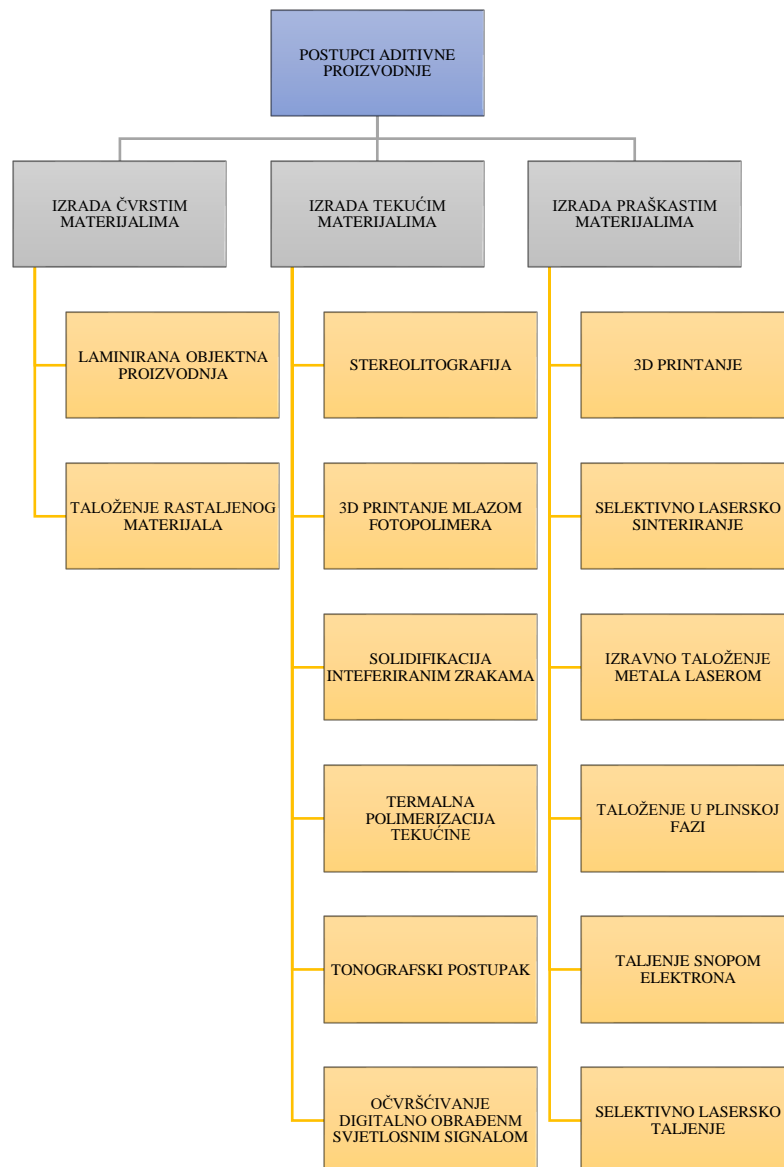 POSTUPCI ADITIVNE
PROIZVODNJE
IZRADA ČVRSTIM
MATERIJALIMA
LAMINIRANA OBJEKTNA
PROIZVODNJA
TALOŽENJE RASTALJENOG
MATERIJALA
IZRADA TEKUĆIM
MATERIJALIMA
STEREOLITOGRAFIJA
3D PRINTANJE MLAZOM
FOTOPOLIMERA
SOLIDIFIKACIJA
INTEFERIRANIM ZRAKAMA
TERMALNA
POLIMERIZACIJA
TEKUĆINE
TONOGRAFSKI POSTUPAK
OČVRŠĆIVANJE
DIGITALNO OBRAĐENM
SVJETLOSNIM SIGNALOM
IZRADA PRAŠKASTIM
MATERIJALIMA
3D PRINTANJE
SELEKTIVNO LASERSKO
SINTERIRANJE
IZRAVNO TALOŽENJE
METALA LASEROM
TALOŽENJE U PLINSKOJ
FAZI
TALJENJE SNOPOM
ELEKTRONA
SELEKTIVNO LASERSKO
TALJENJE